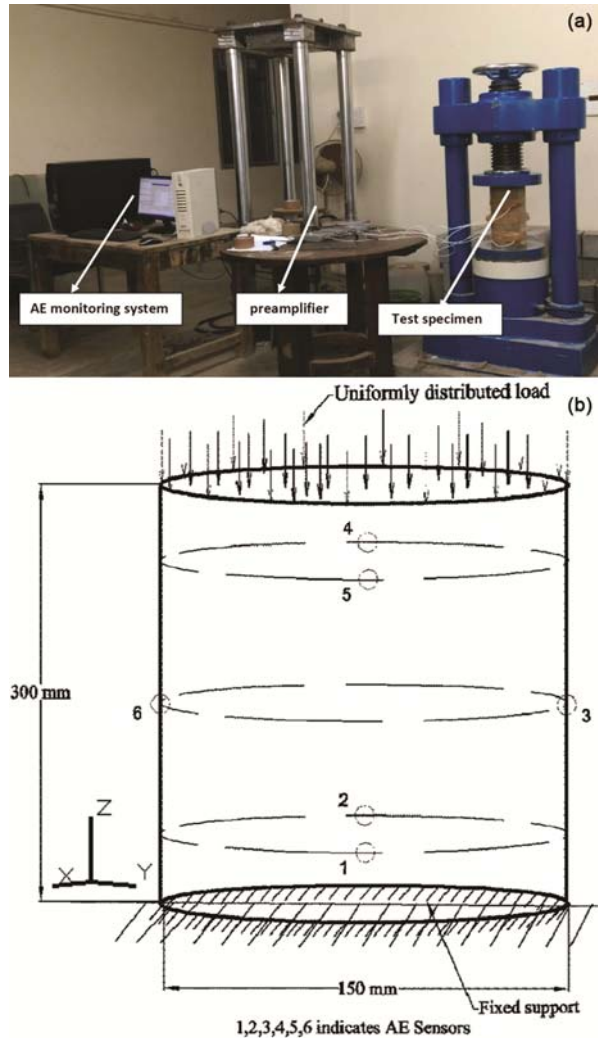 (a)
AE monitoring system
preamplifier
Test specimen
Uniformly distributed load
(b)
4
5
300 mm
6
3
2
Z
X
Y
1
150 mm
Fixed support
1,2,3,4,5,6 indicates AE Sensors